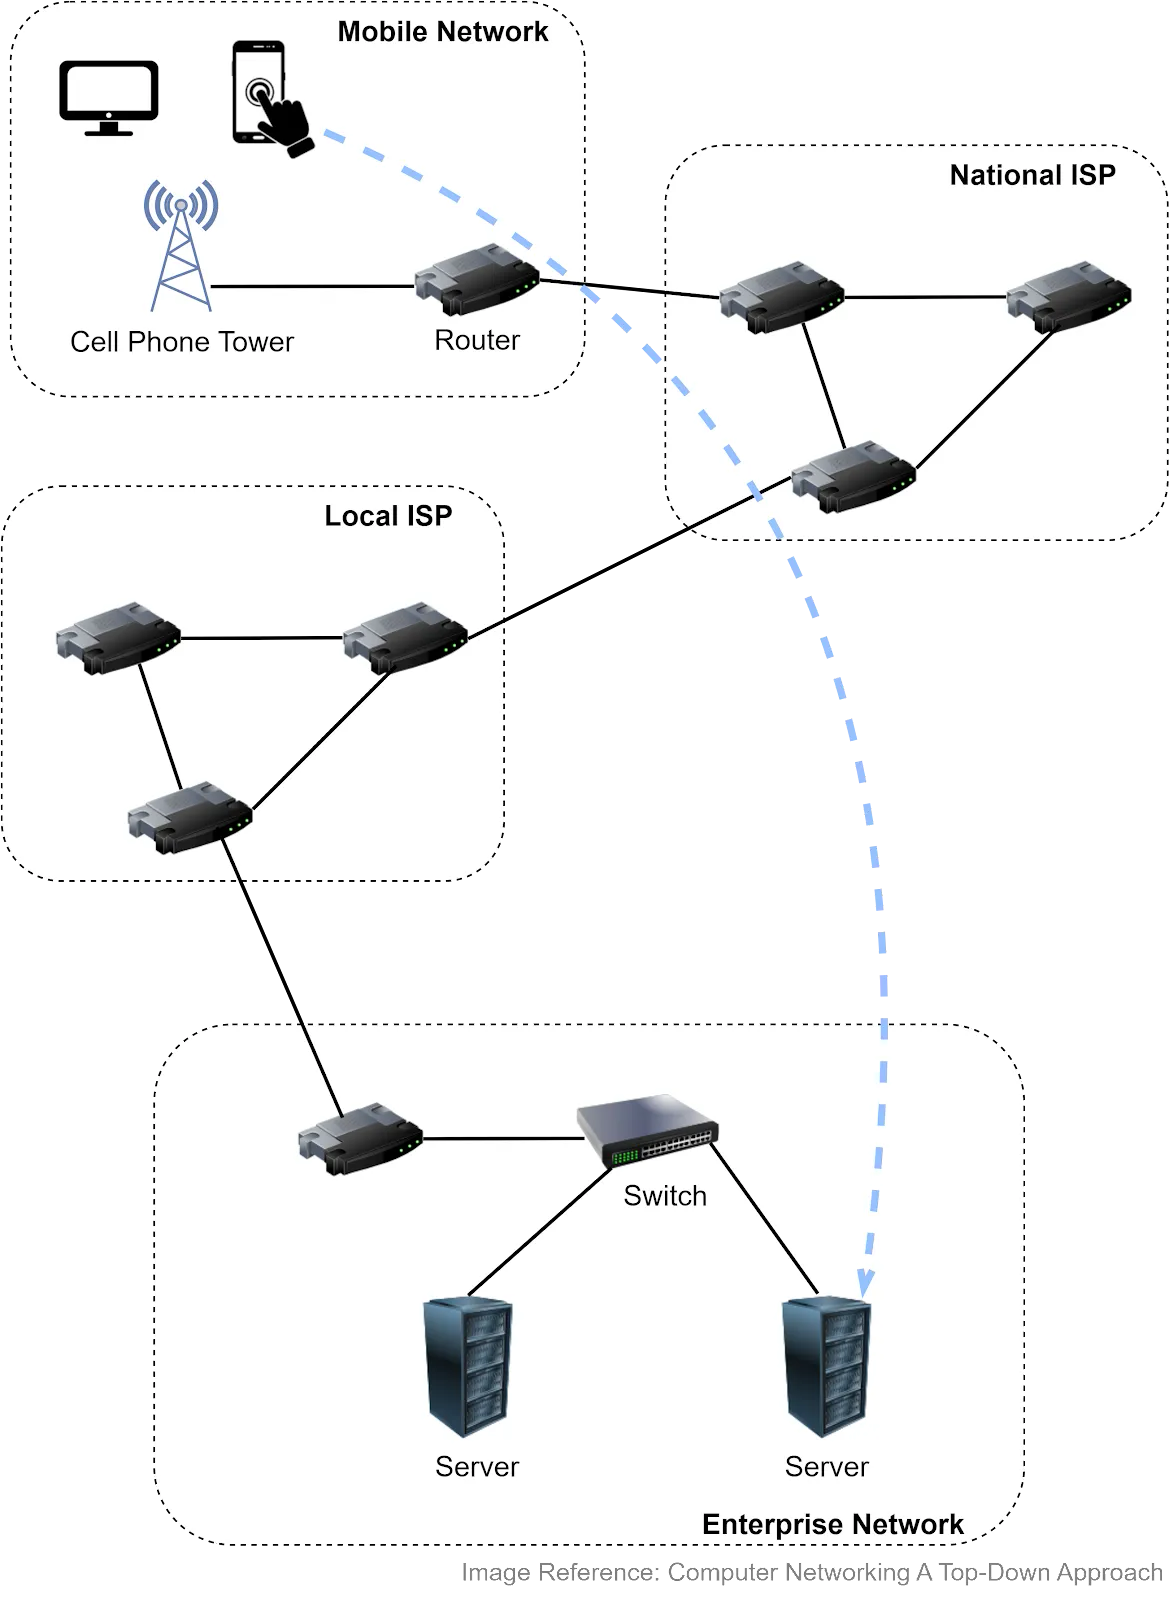 Mobile Network
National ISP
Cell Phone Tower
Router
Local ISP
Switch
Server
Server
Enterprise Network
Image Reference: Computer Networking A Top-Down Approach